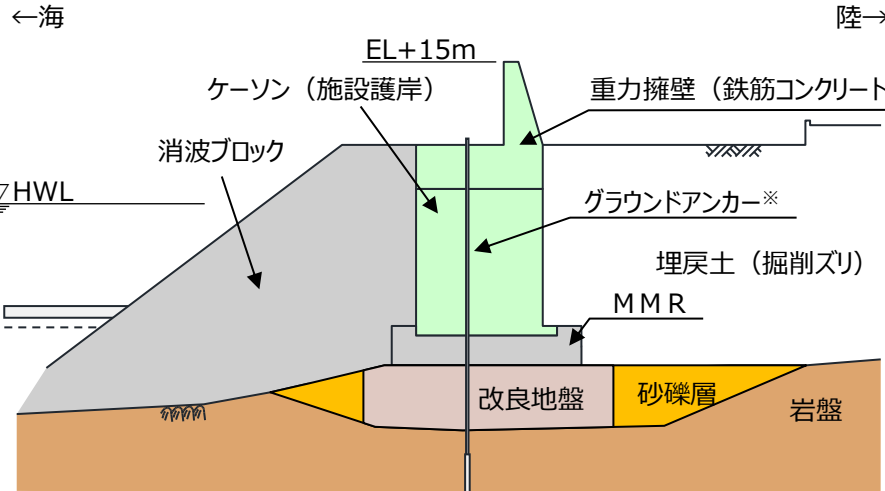 ←海
陸→
EL+15m
ケーソン（施設護岸）
重力擁壁（鉄筋コンクリート
消波ブロック
▽HWL
グラウンドアンカー※
埋戻土（掘削ズリ）
ＭＭＲ
改良地盤
砂礫層
岩盤